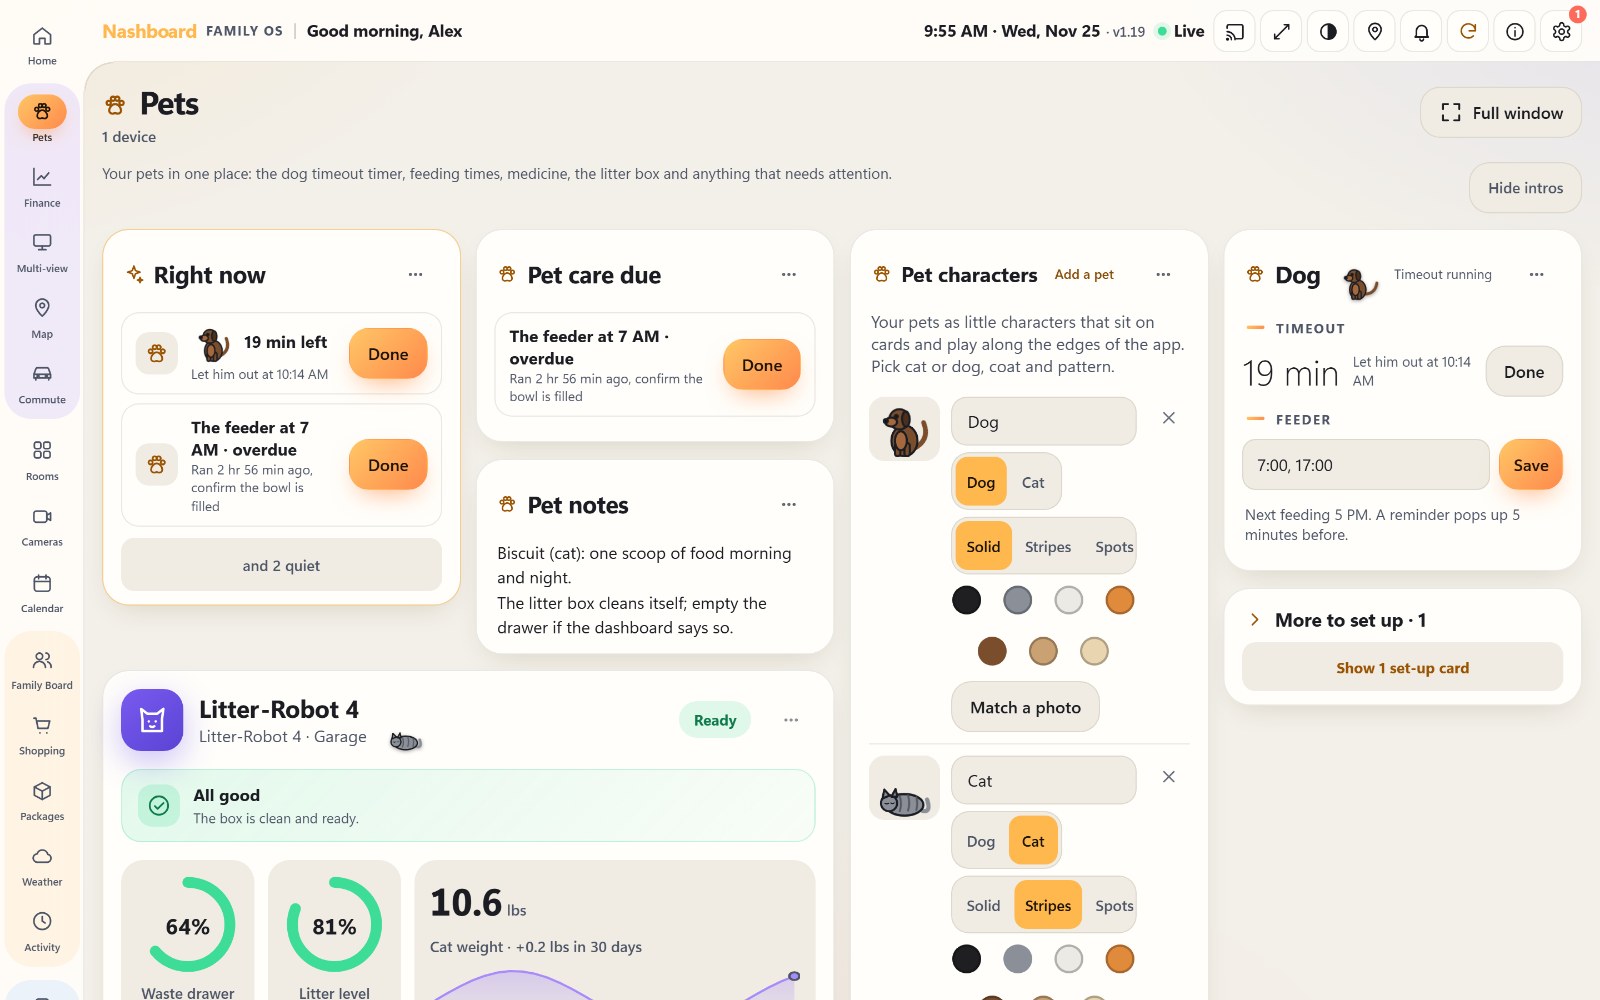 Nashboard FAMILY OS Good morning, Alex
9:55 AM · Wed, Nov 25 · v1.19 Live
1
Home
Pets
Finance
Multi-view
Map
Commute
Rooms
Cameras
Calendar
Family Board
Shopping
Packages
Weather
Activity
Pets
1 device
Your pets in one place: the dog timeout timer, feeding times, medicine, the litter box and anything that needs attention.
Full window
Hide intros
Right now
19 min left
Let him out at 10:14 AM
Done
The feeder at 7
AM · overdue
Ran 2 hr 56 min ago,
confirm the bowl is
filled
Done
and 2 quiet
Pet care due
The feeder at 7 AM ·
overdue
Ran 2 hr 56 min ago, confirm the
bowl is filled
Done
Pet notes
Biscuit (cat): one scoop of food morning
and night.
The litter box cleans itself; empty the
drawer if the dashboard says so.
Litter-Robot 4
Litter-Robot 4 · Garage
Ready
All good
The box is clean and ready.
64%
Waste drawer
81%
Litter level
10.6 lbs
Cat weight · +0.2 lbs in 30 days
Pet characters
Add a pet
Your pets as little characters that sit on
cards and play along the edges of the app.
Pick cat or dog, coat and pattern.
Dog
Dog Cat
Solid Stripes Spots
Match a photo
Cat
Dog Cat
Solid Stripes Spots
Dog
Timeout running
TIMEOUT
19 min
Let him out at 10:14
AM
Done
FEEDER
7:00, 17:00
Save
Next feeding 5 PM. A reminder pops up 5
minutes before.
More to set up · 1
Show 1 set-up card